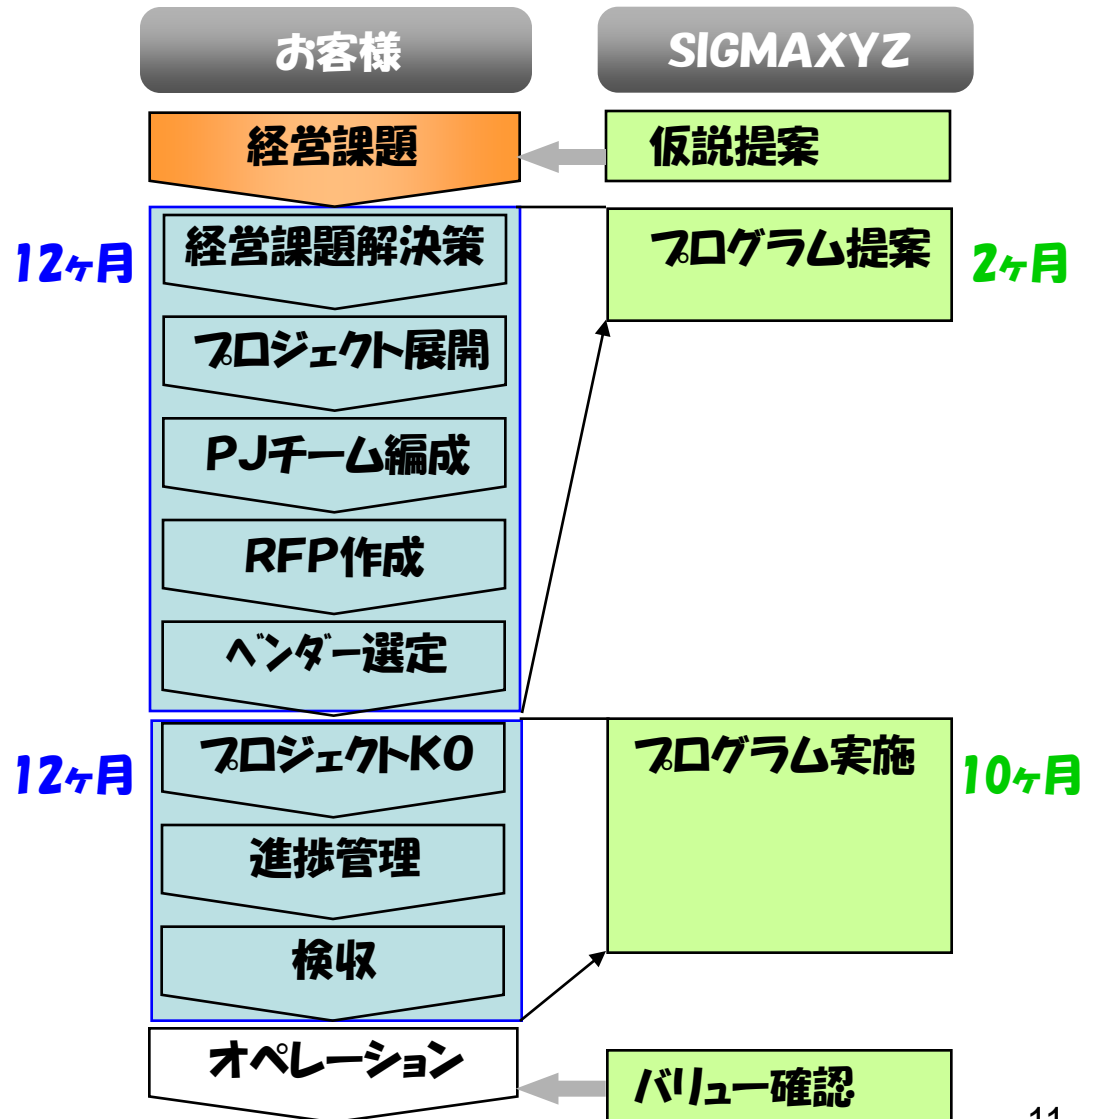 お客様
SIGMAXYZ
経営課題
仮説提案
12ヶ月
経営課題解決策
プログラム提案
2ヶ月
プロジェクト展開
PJチーム編成
RFP作成
ベンダー選定
12ヶ月
プロジェクトKO
プログラム実施
10ヶ月
進捗管理
検収
オペレーション
バリュー確認
11